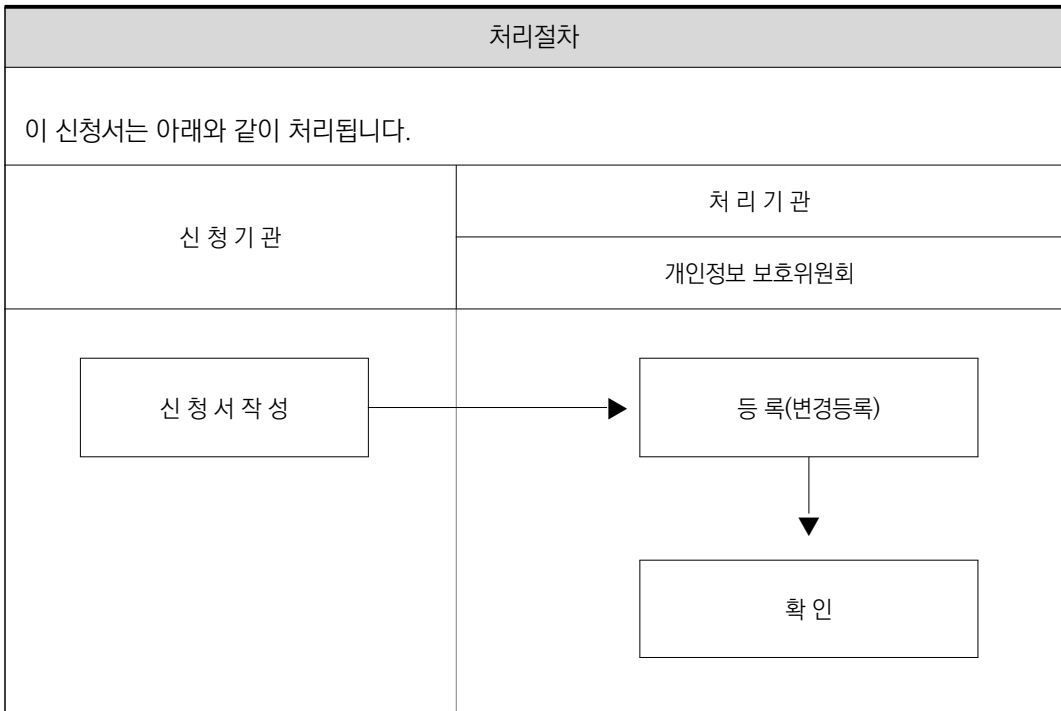 처리절차
이 신청서는 아래와 같이 처리됩니다.
신 청 기 관
처 리 기 관
개인정보 보호위원회
신 청 서 작 성
등 록(변경등록)
확 인